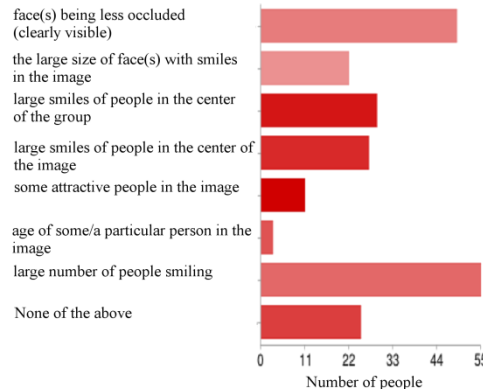 face(s) being less occluded
(clearly visible)
the large size of face(s) with smiles
in the image
large smiles of people in the center
of the group
large smiles of people in the center of
the image
some attractive people in the image
age of some/a particular person in the
image
large number of people smiling
None of the above
0 11 22 33 44 55
Number of people